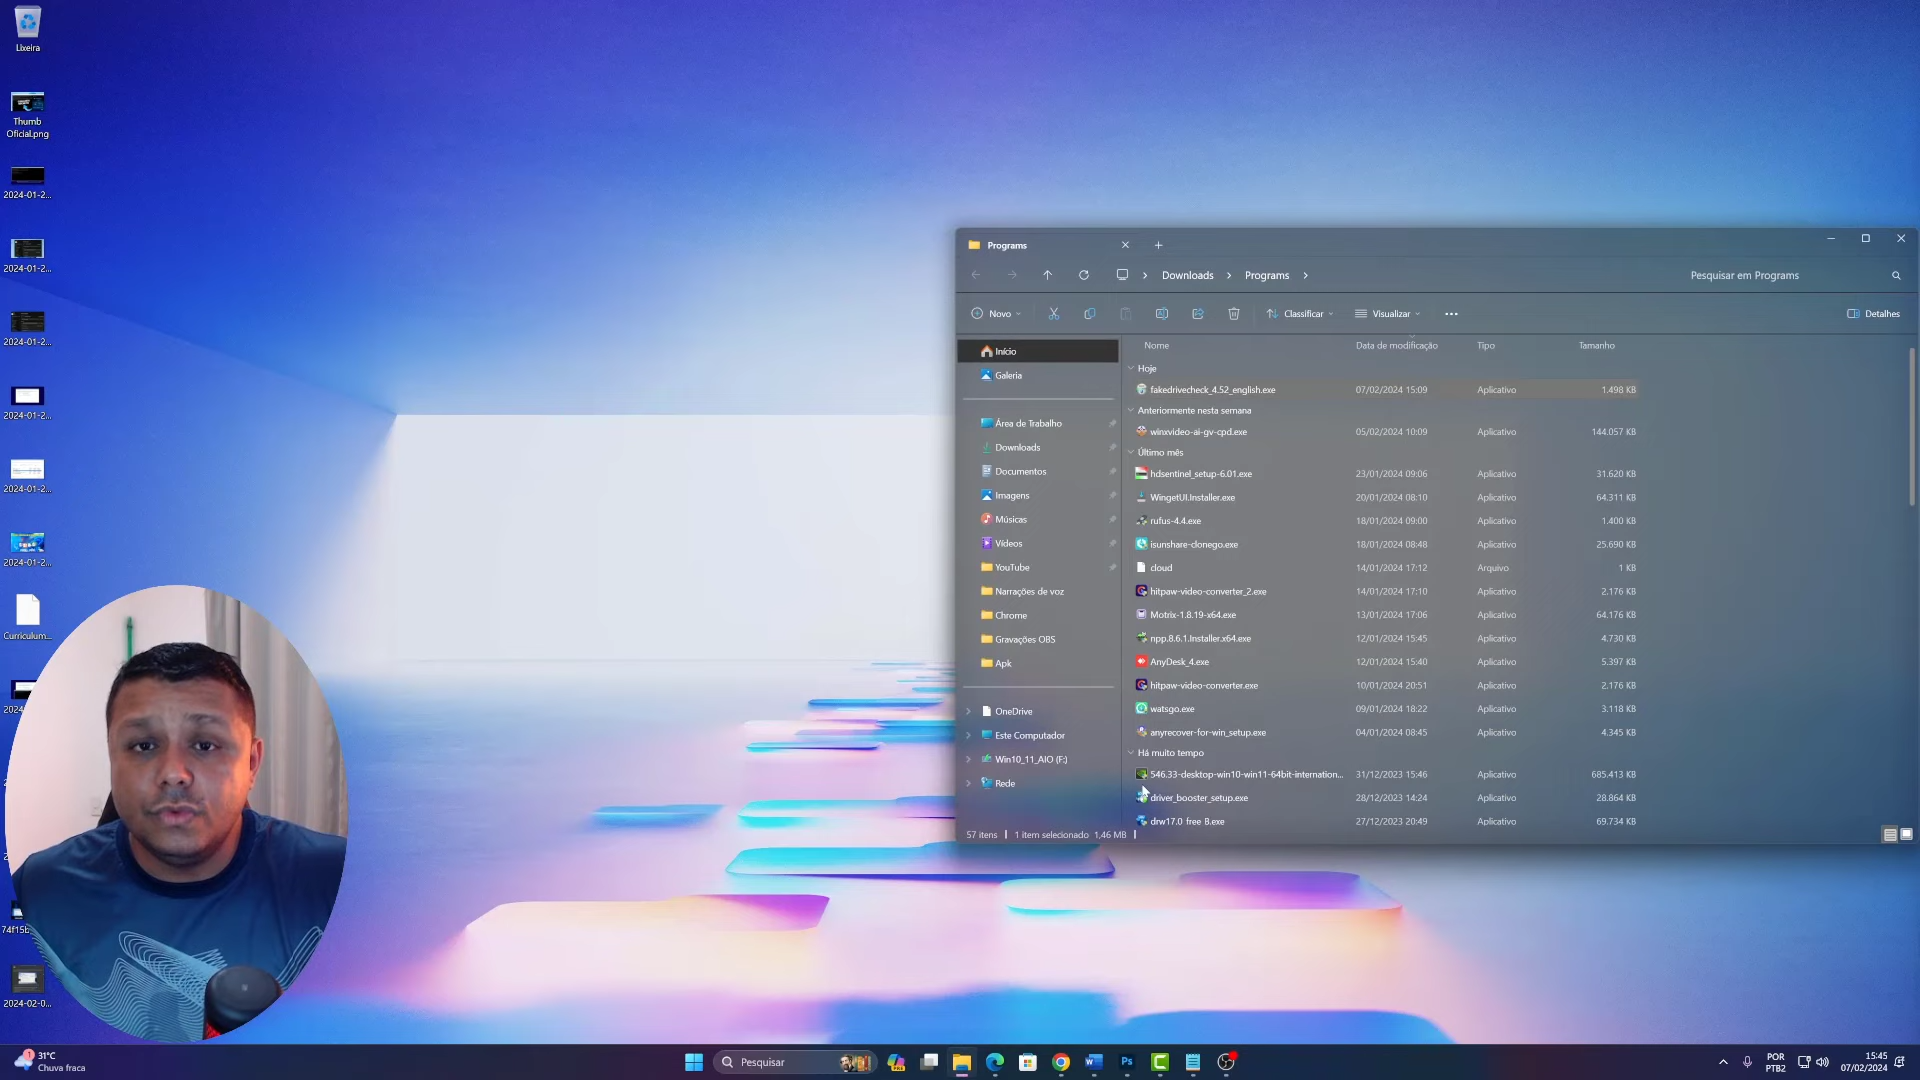 Lixeira
Thumb
Oficial.png
2024-01-2...
2024-01-2...
2024-01-2...
2024-01-2...
2024-01-2...
2024-01-2...
Curriculum...
2024-02-0...
Programs
Downloads
Programs
Pesquisar em Programs
Novo
Classificar
Visualizar
Detalhes
Início
Galeria
Área de Trabalho
Downloads
Documentos
Imagens
Músicas
Vídeos
YouTube
Narrações de voz
Chrome
Gravações OBS
Apk
OneDrive
Este Computador
Win10_11_AIO (F:)
Rede
Nome Data de modificação Tipo Tamanho
Hoje
fakedrivecheck_4.52_english.exe 07/02/2024 15:09 Aplicativo 1.498 KB
Anteriormente nesta semana
winxvideo-ai-gv-cpd.exe 05/02/2024 10:09 Aplicativo 144.057 KB
Último mês
hdsentinel_setup-6.01.exe 23/01/2024 09:06 Aplicativo 31.620 KB
WingetUI.Installer.exe 20/01/2024 08:10 Aplicativo 64.311 KB
rufus-4.4.exe 18/01/2024 09:00 Aplicativo 1.400 KB
isunshare-clonego.exe 18/01/2024 08:48 Aplicativo 25.690 KB
cloud 14/01/2024 17:12 Arquivo 1 KB
hitpaw-video-converter_2.exe 14/01/2024 17:10 Aplicativo 2.176 KB
Motrix-1.8.19-x64.exe 13/01/2024 17:06 Aplicativo 64.176 KB
npp.8.6.1.Installer.x64.exe 12/01/2024 15:45 Aplicativo 4.730 KB
AnyDesk_4.exe 12/01/2024 15:40 Aplicativo 5.397 KB
hitpaw-video-converter.exe 10/01/2024 20:51 Aplicativo 2.176 KB
watsgo.exe 09/01/2024 18:22 Aplicativo 3.118 KB
anyrecover-for-win_setup.exe 04/01/2024 08:45 Aplicativo 4.345 KB
Há muito tempo
546.33-desktop-win10-win11-64bit-internation... 31/12/2023 15:46 Aplicativo 685.413 KB
driver_booster_setup.exe 28/12/2023 14:24 Aplicativo 28.864 KB
drw17.0 free B.exe 27/12/2023 20:49 Aplicativo 69.734 KB
57 itens 1 item selecionado 1,46 MB
31°C
Chuva fraca
Pesquisar
POR
PTB2
15:45
07/02/2024